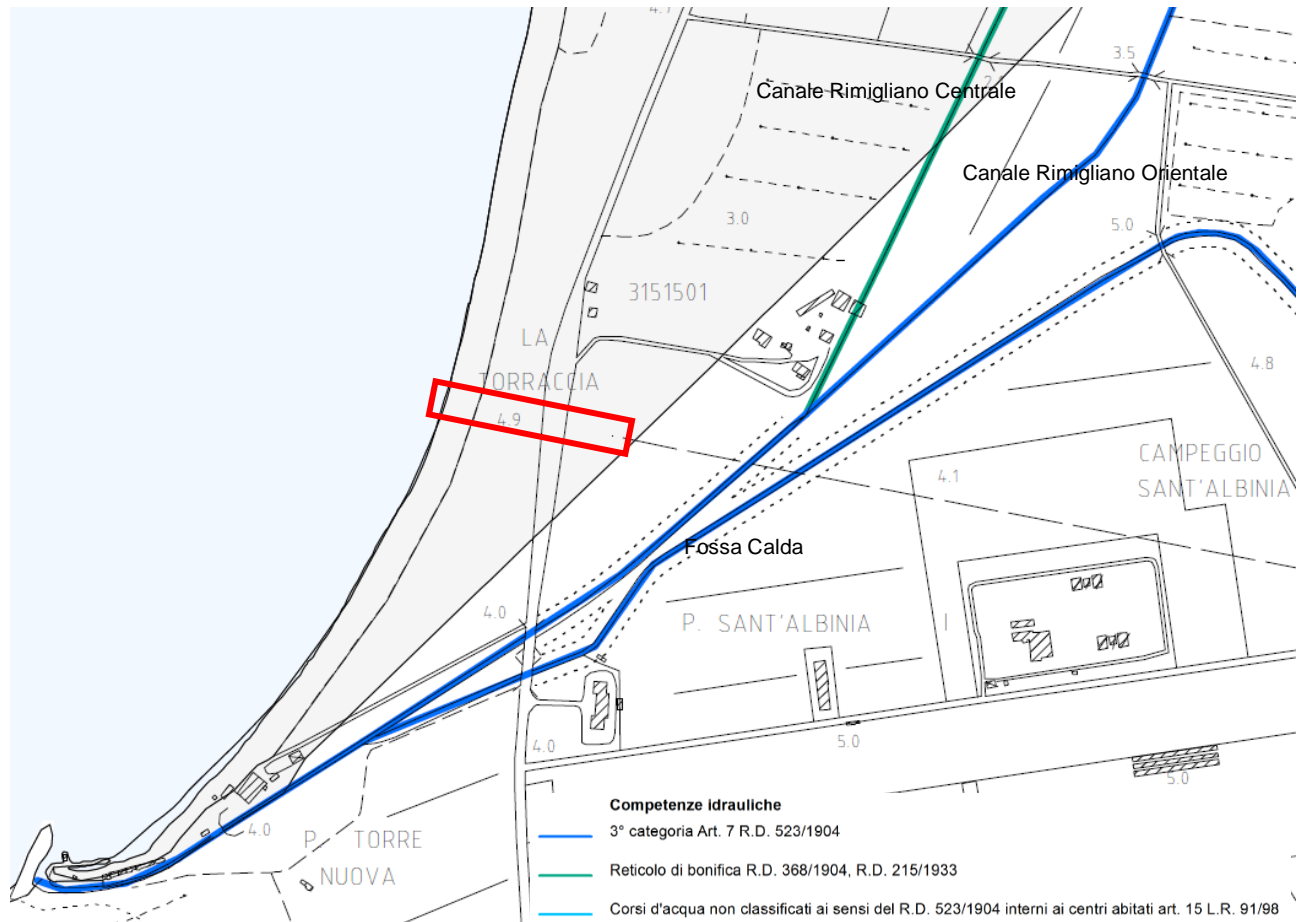 4.7
3.5
Canale Rimigliano Centrale
Canale Rimigliano Orientale
3.0
5.0
3151501
LA
TORRACCIA
4.9
4.8
CAMPEGGIO
SANT'ALBINIA
4.1
Fossa Calda
4.0
P. SANT'ALBINIA I
4.0
5.0
5.0
4.0
P. TORRE
NUOVA
Competenze idrauliche
3° categoria Art. 7 R.D. 523/1904
Reticolo di bonifica R.D. 368/1904, R.D. 215/1933
Corsi d'acqua non classificati ai sensi del R.D. 523/1904 interni ai centri abitati art. 15 L.R. 91/98